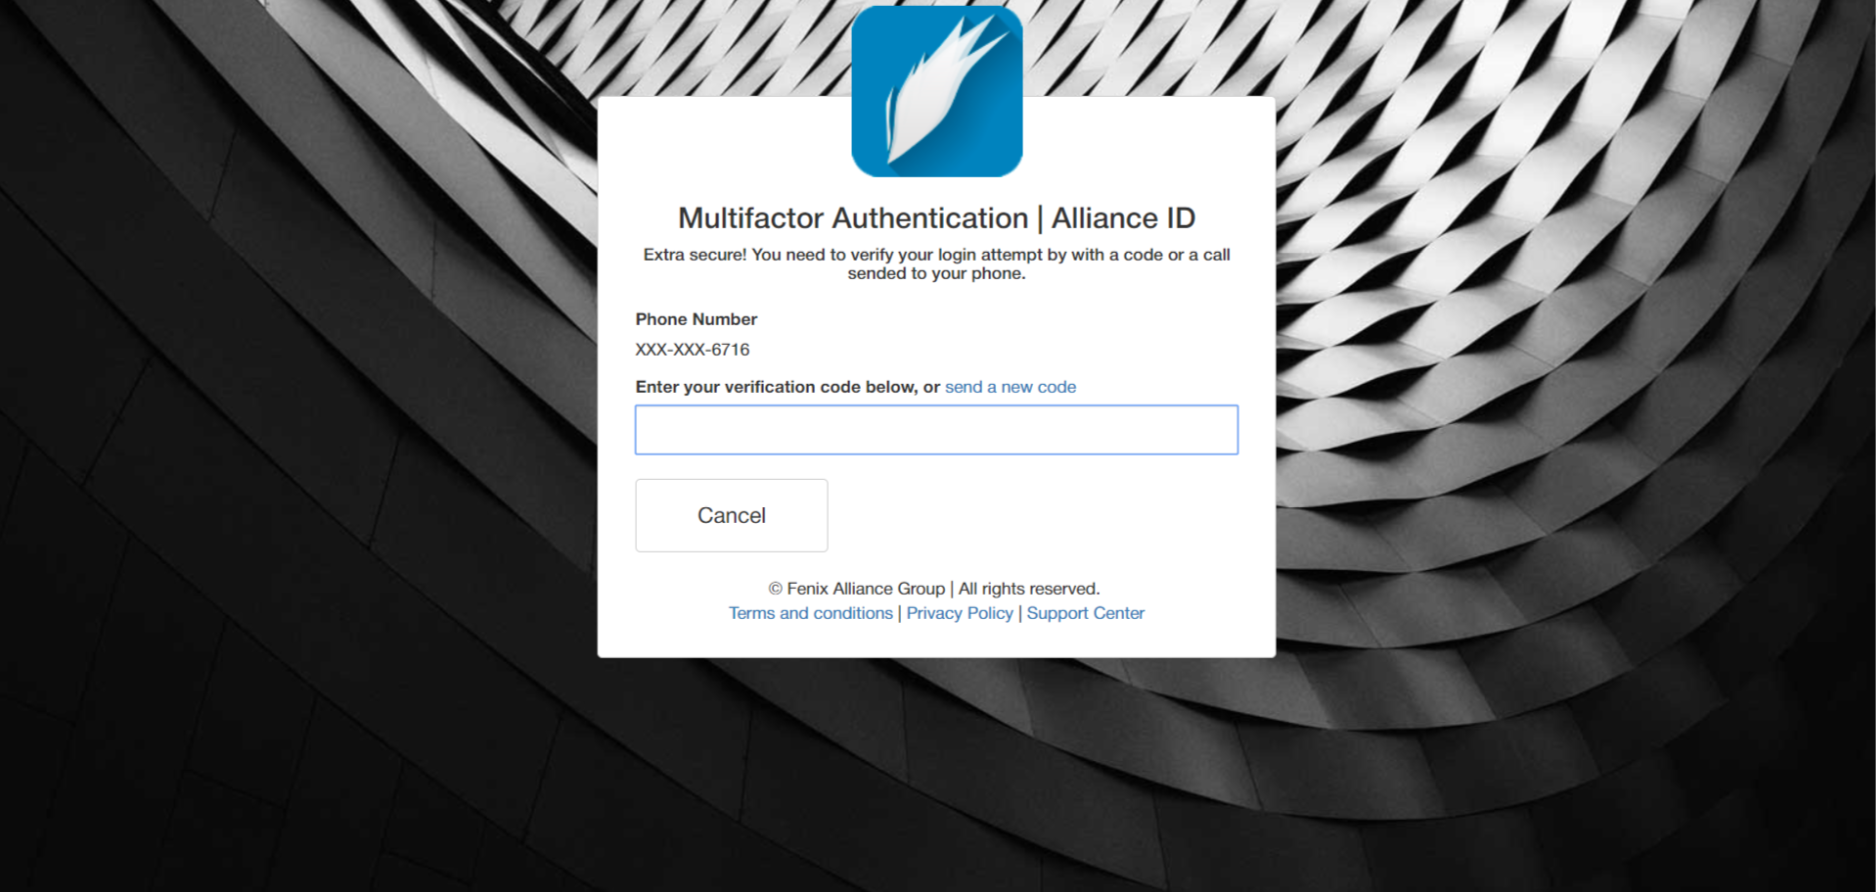 Multifactor Authentication | Alliance ID
Extra secure! You need to verify your login attempt by with a code or a call
sended to your phone.
Phone Number
XXX-XXX-6716
Enter your verification code below, or send a new code
Cancel
© Fenix Alliance Group | All rights reserved.
Terms and conditions | Privacy Policy | Support Center